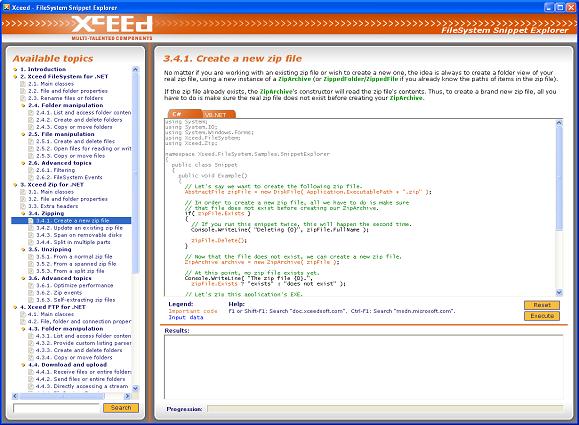 Xceed - FileSystem Snippet Explorer
Xceed
MULTI-TALENTED COMPONENTS
FileSystem Snippet Explorer
Available topics
1. Introduction
2. Xceed FileSystem for .NET
2.1. Main classes
2.2. File and folder properties
2.3. Rename files or folders
2.4. Folder manipulation
2.4.1. List and access folder conten
2.4.2. Create and delete folders
2.4.3. Copy or move folders
2.5. File manipulation
2.5.1. Create and delete files
2.5.2. Open files for reading or writ
2.5.3. Copy or move files
2.6. Advanced topics
2.6.1. Filtering
2.6.2. FileSystem Events
3. Xceed Zip for .NET
3.1. Main classes
3.2. File and folder properties
3.3. Extra headers
3.4. Zipping
3.4.1. Create a new zip file
3.4.2. Update an existing zip file
3.4.3. Span on removable disks
3.4.4. Split in multiple parts
3.5. Unzipping
3.5.1. From a normal zip file
3.5.2. From a spanned zip file
3.5.3. From a split zip file
3.6. Advanced topics
3.6.1. Optimize performance
3.6.2. Zip events
3.6.3. Self-extracting zip files
4. Xceed FTP for .NET
4.1. Main classes
4.2. File, folder and connection proper
4.3. Folder manipulation
4.3.1. List and access folder conten
4.3.2. Provide custom listing parser
4.3.3. Create and delete folders
4.3.4. Copy or move folders
4.4. Download and upload
4.4.1. Receive files or entire folders
4.4.2. Send files or entire folders
4.4.3. Directly accessing a stream
Search
3.4.1. Create a new zip file
No matter if you are working with an existing zip file or wish to create a new one, the idea is always to create a folder view of your
real zip file, using a new instance of a ZipArchive (or ZippedFolder/ZippedFile if you already know the paths of items in the zip file).
If the zip file already exists, the ZipArchive's constructor will read the zip file's contents. Thus, to create a brand new zip file, all you
have to do is make sure the real zip file does not exist before creating your ZipArchive.
C# VB.NET
using System;
using System.IO;
using System.Windows.Forms;
using Xceed.FileSystem;
using Xceed.Zip;
namespace Xceed.FileSystem.Samples.SnippetExplorer
{
public class Snippet
{
public void Example()
{
// Let's say we want to create the following zip file.
AbstractFile zipFile = new DiskFile( Application.ExecutablePath + ".zip" );
// In order to create a new zip file, all we have to do is make sure
// that file does not exist before creating our ZipArchive.
if( zipFile.Exists )
{
// If you run this snippet twice, this will happen the second time.
Console.WriteLine( "Deleting {0}", zipFile.FullName );
zipFile.Delete();
}
// Now that the file does not exist, we can create a new zip file.
ZipArchive archive = new ZipArchive( zipFile );
// At this point, no zip file exists yet.
Console.WriteLine( "The zip file {0}.",
zipFile.Exists ? "exists" : "does not exist" );
// Let's zip this application's EXE.
Legend: Help:
Important code F1 or Shift-F1: Search "doc.xceedsoft.com", Ctrl-F1: Search "msdn.microsoft.com".
Input data
Reset
Execute
Results:
Progression: